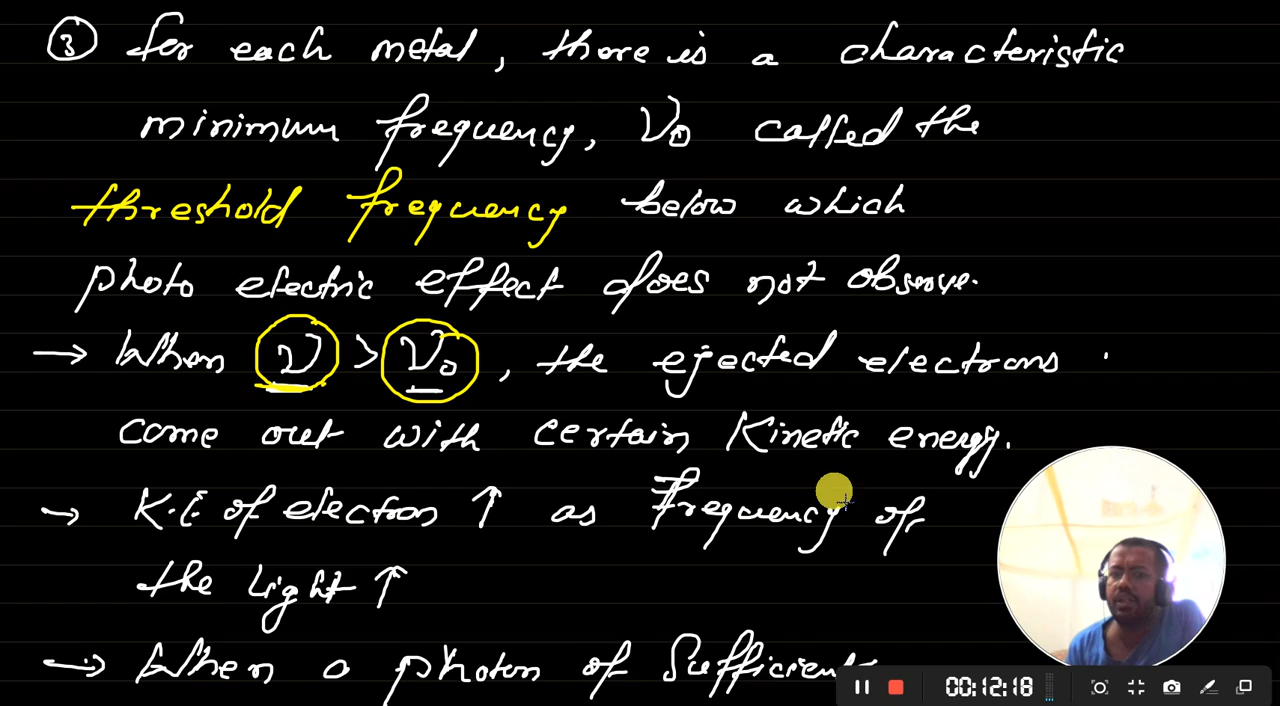 ③ for each metal, there is a characteristic
minimum frequency, ν₀ called the
threshold frequency below which
photo electric effect does not observe.
→ When ν > ν₀, the ejected electrons
come out with certain Kinetic energy.
→ K.E of electron ↑ as Frequency of
the Light ↑
→ When a photon of Sufficient
00:12:18